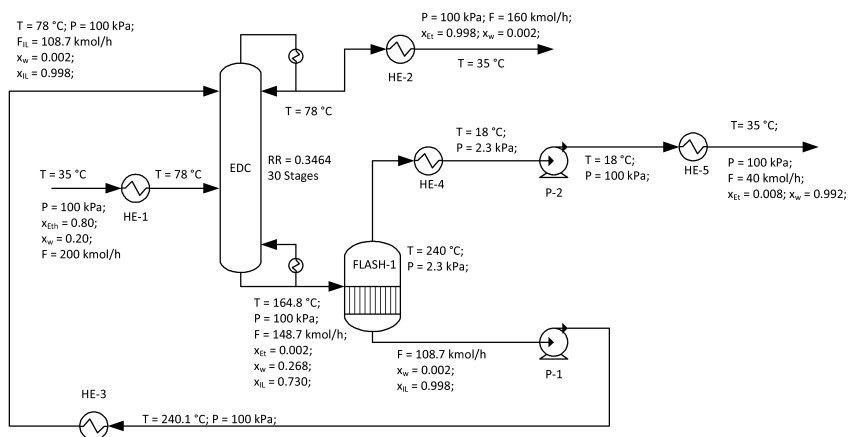 T = 78 °C; P = 100 kPa;
F_IL = 108.7 kmol/h
x_w = 0.002;
x_IL = 0.998;
P = 100 kPa; F = 160 kmol/h
x_Et = 0.998; x_w = 0.002;
HE-2
T = 35 °C
T = 78 °C
EDC
RR = 0.3464
30 Stages
T = 35 °C
T = 78 °C
HE-1
P = 100 kPa;
x_Eth = 0.80;
x_w = 0.20;
F = 200 kmol/h
T = 18 °C;
P = 2.3 kPa;
HE-4
P-2
T = 18 °C;
P = 100 kPa;
HE-5
T = 35 °C;
P = 100 kPa;
F = 40 kmol/h;
x_Et = 0.008; x_w = 0.992;
FLASH-1
T = 240 °C;
P = 2.3 kPa;
T = 164.8 °C;
P = 100 kPa;
F = 148.7 kmol/h;
x_Et = 0.002;
x_w = 0.268;
x_IL = 0.730;
F = 108.7 kmol/h
x_w = 0.002;
x_IL = 0.998;
P-1
HE-3
T = 240.1 °C; P = 100 kPa;